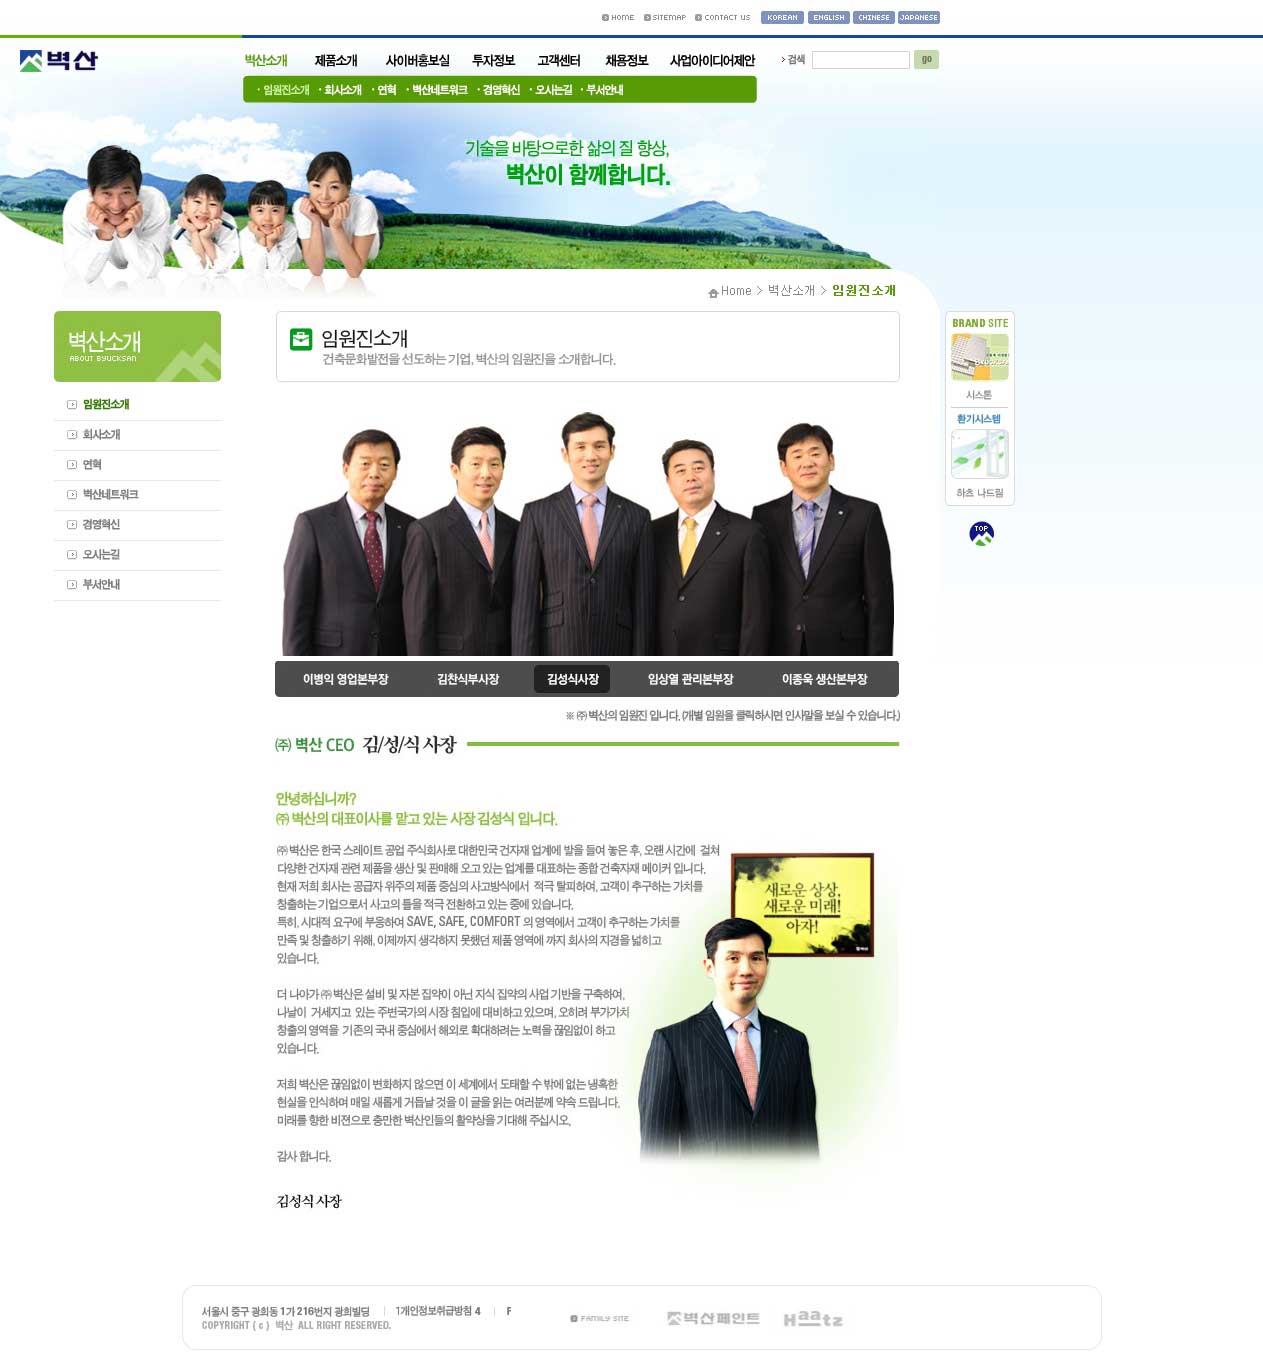 HOME SITEMAP CONTACT US KOREAN ENGLISH CHINESE JAPANESE
벽산
벽산소개 제품소개 사이버홍보실 투자정보 고객센터 채용정보 사업아이디어제안 검색 go
· 임원진소개 · 회사소개 · 연혁 · 벽산네트워크 · 경영혁신 · 오시는길 · 부서안내
기술을 바탕으로한 삶의 질 향상,
벽산이 함께합니다.
Home > 벽산소개 > 임원진소개
벽산소개
ABOUT BYUCKSAN
임원진소개
회사소개
연혁
벽산네트워크
경영혁신
오시는길
부서안내
임원진소개
건축문화발전을 선도하는 기업, 벽산의 임원진을 소개합니다.
BRAND SITE
시스톤
환기시스템
하츠 나드릴
TOP
이병익 영업본부장 김찬식부사장 김성식사장 임상열 관리본부장 이종욱 생산본부장
※ ㈜ 벽산의 임원진 입니다. (개별 임원을 클릭하시면 인사말을 보실 수 있습니다.)
㈜ 벽산 CEO 김/성/식 사장
안녕하십니까?
㈜ 벽산의 대표이사를 맡고 있는 사장 김성식 입니다.
㈜ 벽산은 한국 스레이트 공업 주식회사로 대한민국 건자재 업계에 발을 들여 놓은 후, 오랜 시간에 걸쳐
다양한 건자재 관련 제품을 생산 및 판매해 오고 있는 업계를 대표하는 종합 건축자재 메이커 입니다.
현재 저희 회사는 공급자 위주의 제품 중심의 사고방식에서 적극 탈피하여, 고객이 추구하는 가치를
창출하는 기업으로서 사고의 틀을 적극 전환하고 있는 중에 있습니다.
특히, 시대적 요구에 부응하여 SAVE, SAFE, COMFORT 의 영역에서 고객이 추구하는 가치를
만족 및 창출하기 위해, 이제까지 생각하지 못했던 제품 영역에 까지 회사의 지경을 넓히고
있습니다.
더 나아가 ㈜ 벽산은 설비 및 자본 집약이 아닌 지식 집약의 사업 기반을 구축하여,
나날이 거세지고 있는 주변국가의 시장 침입에 대비하고 있으며, 오히려 부가가치
창출의 영역을 기존의 국내 중심에서 해외로 확대하려는 노력을 끊임없이 하고
있습니다.
저희 벽산은 끊임없이 변화하지 않으면 이 세계에서 도태할 수 밖에 없는 냉혹한
현실을 인식하며 매일 새롭게 거듭날 것을 이 글을 읽는 여러분께 약속 드립니다.
미래를 향한 비젼으로 충만한 벽산인들의 활약상을 기대해 주십시오.
감사 합니다.
김성식 사장
새로운 상상,
새로운 미래!
아자!
서울시 중구 광희동 1가 216번지 광희빌딩 | 1개인정보취급방침 4 | F
COPYRIGHT ( c ) 벽산 ALL RIGHT RESERVED.
FAMILY SITE 벽산페인트 Haatz